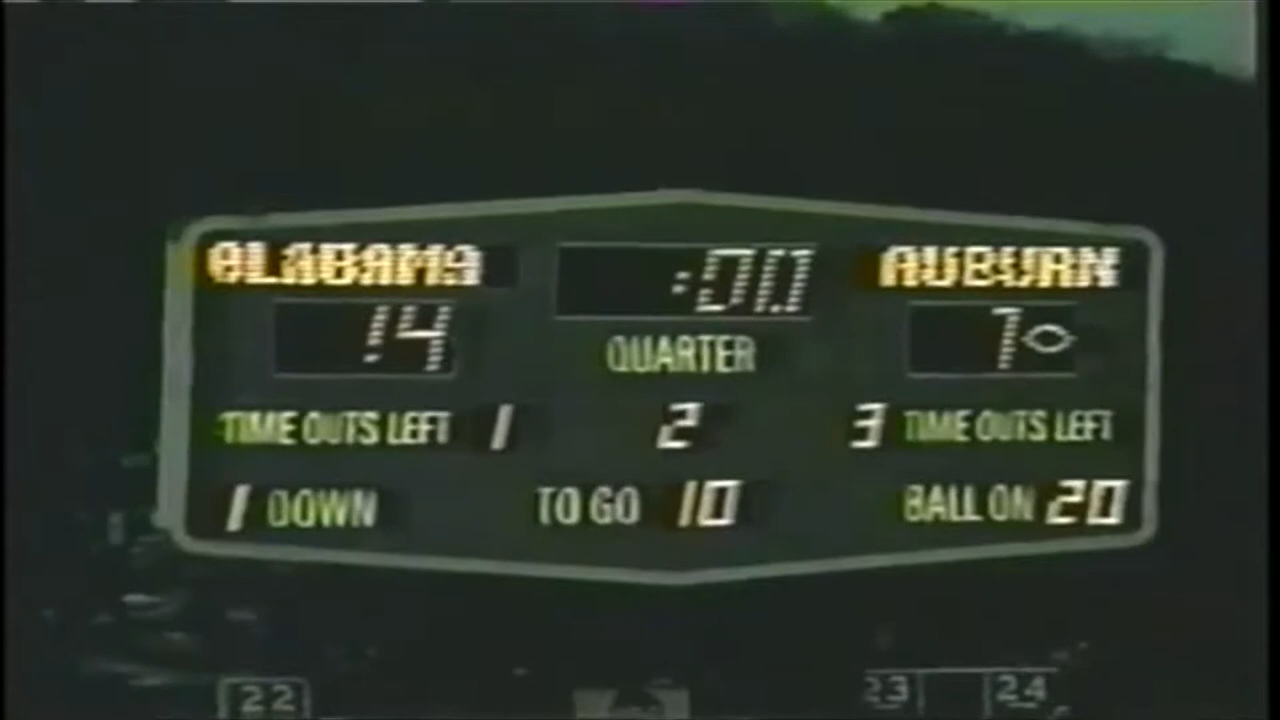 ALABAMA :00.1 AUBURN
14 QUARTER 7
TIME OUTS LEFT 1 2 3 TIME OUTS LEFT
1 DOWN TO GO 10 BALL ON 20
22 23 24